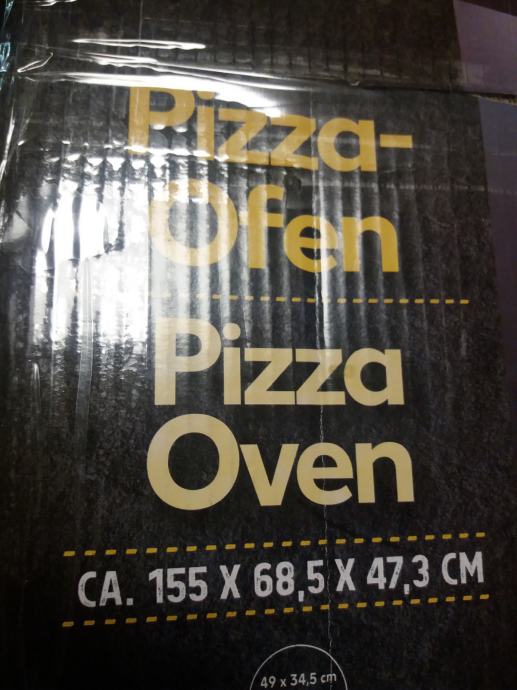 Pizza-
Ofen
Pizza
Oven
CA. 155 X 68,5 X 47,3 CM
49 x 34,5 cm